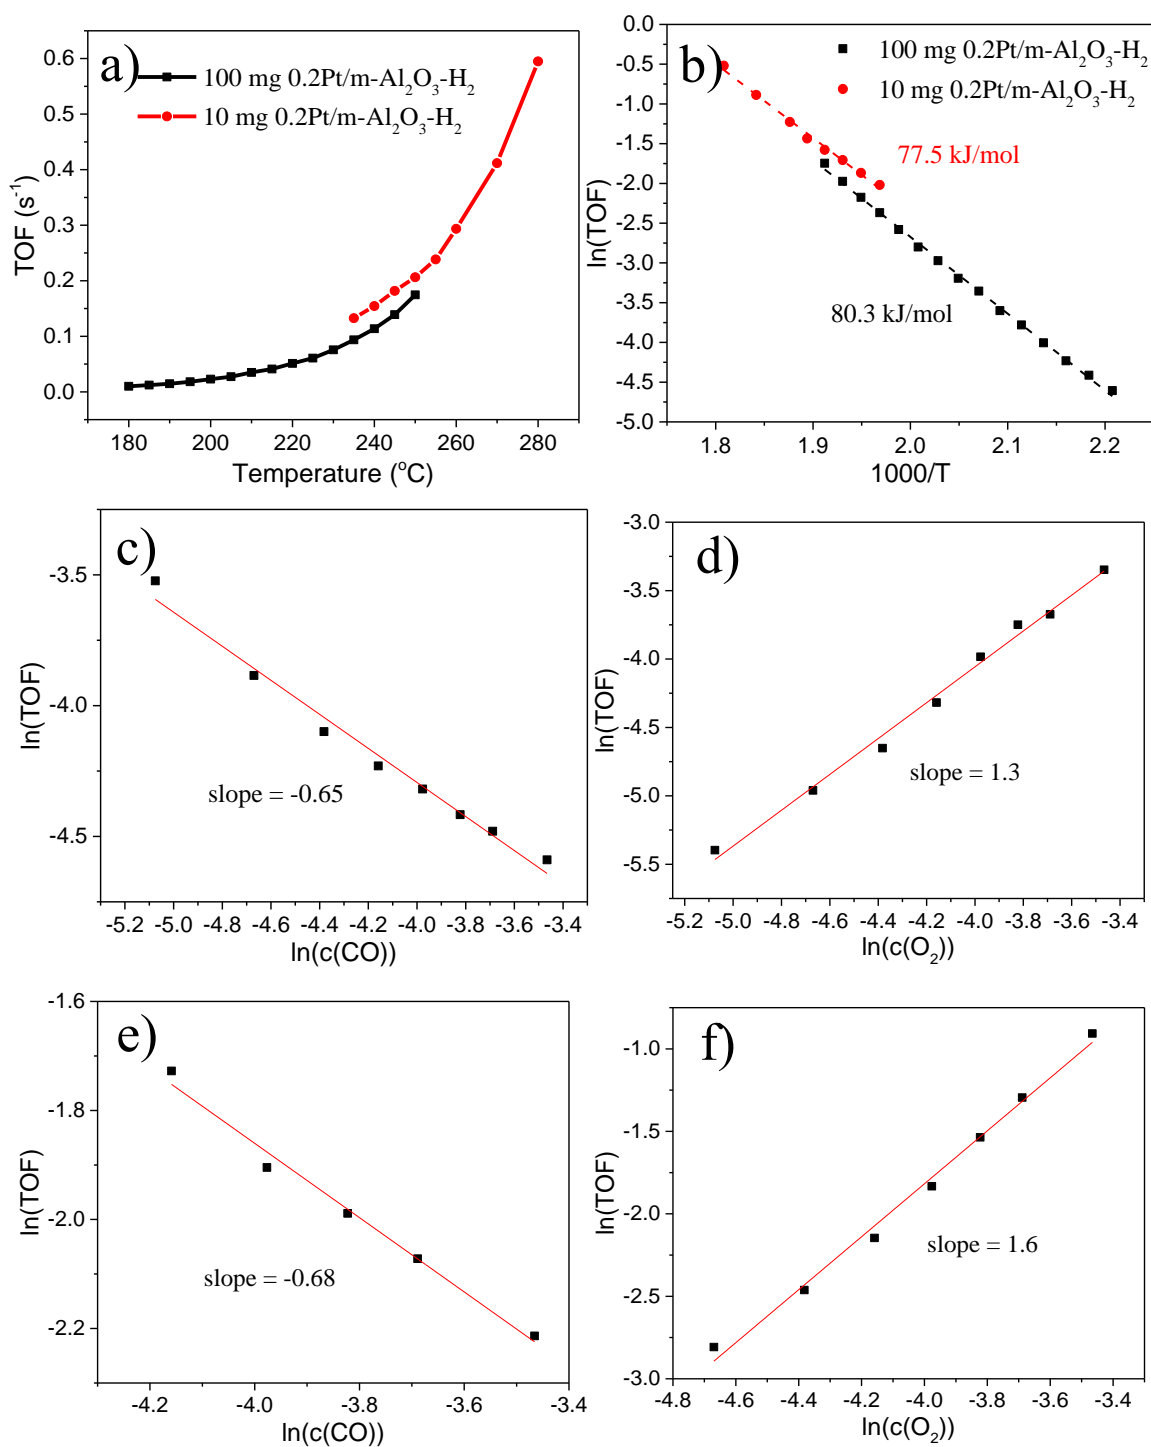 a)
100 mg 0.2Pt/m-Al₂O₃-H₂
10 mg 0.2Pt/m-Al₂O₃-H₂
TOF (s⁻¹)
0.6
0.5
0.4
0.3
0.2
0.1
0.0
180 200 220 240 260 280
Temperature (°C)
b)
100 mg 0.2Pt/m-Al₂O₃-H₂
10 mg 0.2Pt/m-Al₂O₃-H₂
77.5 kJ/mol
80.3 kJ/mol
ln(TOF)
0.0
-0.5
-1.0
-1.5
-2.0
-2.5
-3.0
-3.5
-4.0
-4.5
-5.0
1.8 1.9 2.0 2.1 2.2
1000/T
c)
ln(TOF)
-3.5
-4.0
-4.5
slope = -0.65
-5.2 -5.0 -4.8 -4.6 -4.4 -4.2 -4.0 -3.8 -3.6 -3.4
ln(c(CO))
d)
ln(TOF)
-3.0
-3.5
-4.0
-4.5
-5.0
-5.5
slope = 1.3
-5.2 -5.0 -4.8 -4.6 -4.4 -4.2 -4.0 -3.8 -3.6 -3.4
ln(c(O₂))
e)
ln(TOF)
-1.6
-1.8
-2.0
-2.2
slope = -0.68
-4.2 -4.0 -3.8 -3.6 -3.4
ln(c(CO))
f)
ln(TOF)
-1.0
-1.5
-2.0
-2.5
-3.0
slope = 1.6
-4.8 -4.6 -4.4 -4.2 -4.0 -3.8 -3.6 -3.4
ln(c(O₂))